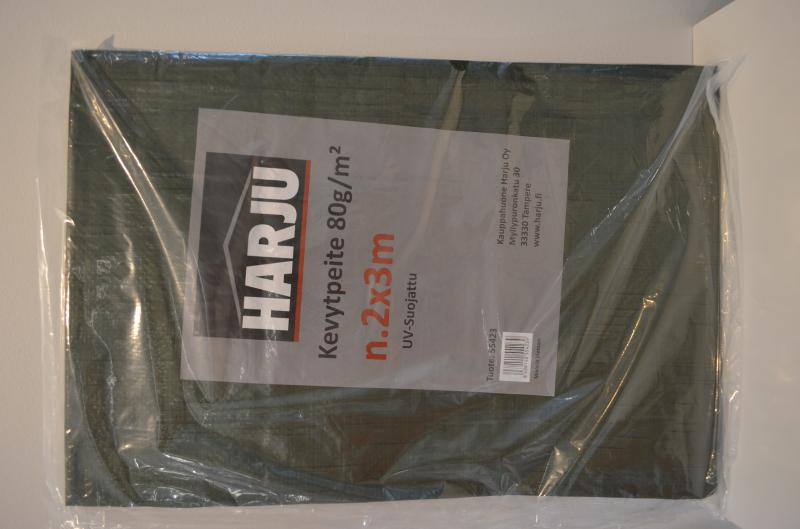 HARJU
Kevytpeite 80g/m²
n.2x3m
UV-Suojattu
Tuote: 55423
Kauppahuone Harju Oy
Myllypuronkatu 30
33330 Tampere
www.harju.fi